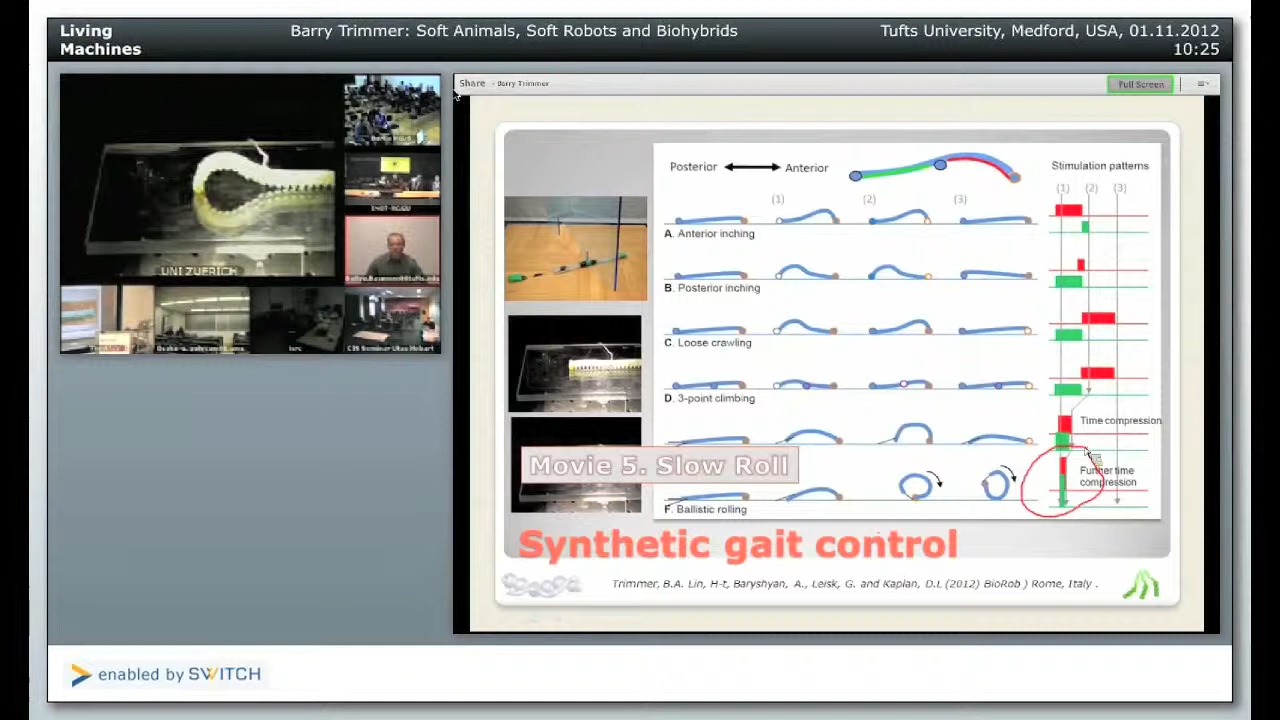 Living
Machines
Barry Trimmer: Soft Animals, Soft Robots and Biohybrids
Tufts University, Medford, USA, 01.11.2012
10:25
Share - Barry Trimmer
Full Screen
UNI ZUERICH
Posterior
Anterior
Stimulation patterns
(1)
(2)
(3)
(1)
(2)
(3)
A. Anterior inching
B. Posterior inching
C. Loose crawling
D. 3-point climbing
Time compression
Movie 5. Slow Roll
Further time
compression
F. Ballistic rolling
Synthetic gait control
Trimmer, B.A. Lin, H-t, Baryshyan, A., Leisk, G. and Kaplan, D.L (2012) BioRob ) Rome, Italy .
enabled by SWITCH